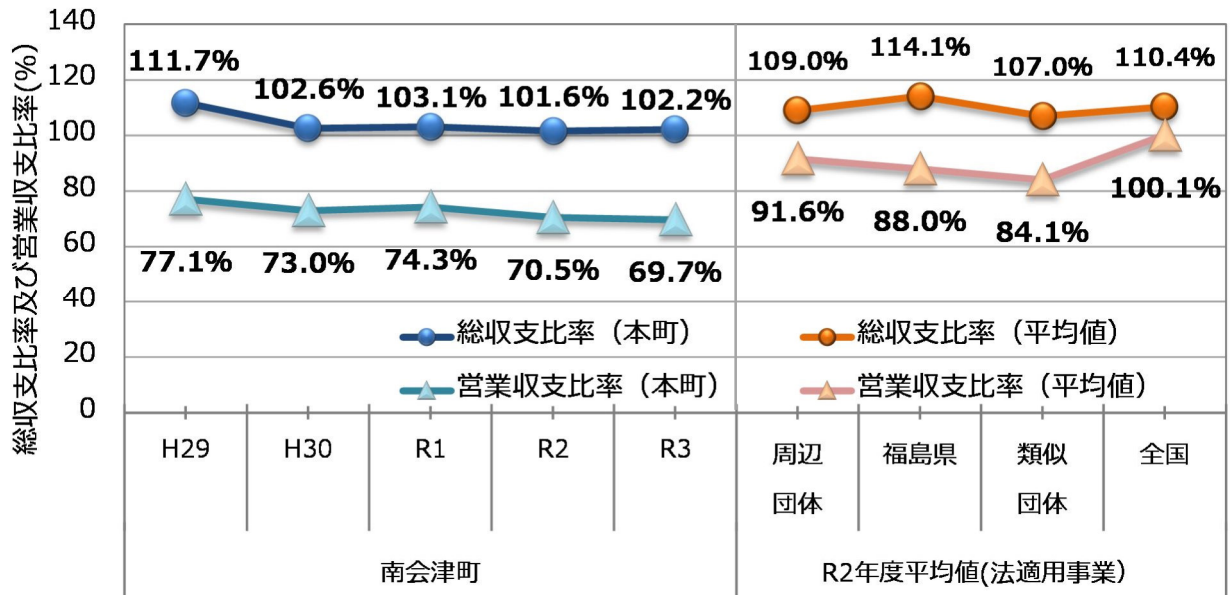 総収支比率及び営業収支比率(%)
140
120
100
80
60
40
20
0
111.7%
102.6%
103.1%
101.6%
102.2%
77.1%
73.0%
74.3%
70.5%
69.7%
109.0%
114.1%
107.0%
110.4%
91.6%
88.0%
84.1%
100.1%
総収支比率（本町）
営業収支比率（本町）
総収支比率（平均値）
営業収支比率（平均値）
H29
H30
R1
R2
R3
周辺
団体
福島県
類似
団体
全国
南会津町
R2年度平均値(法適用事業）